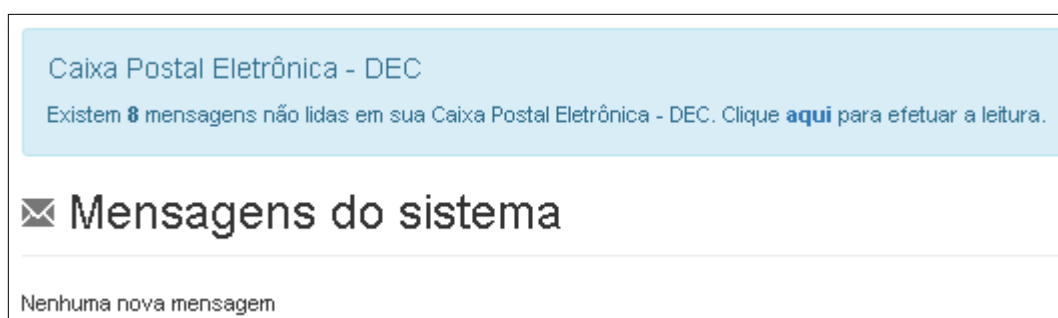 Caixa Postal Eletrônica - DEC
Existem 8 mensagens não lidas em sua Caixa Postal Eletrônica - DEC. Clique aqui para efetuar a leitura.
Mensagens do sistema
Nenhuma nova mensagem